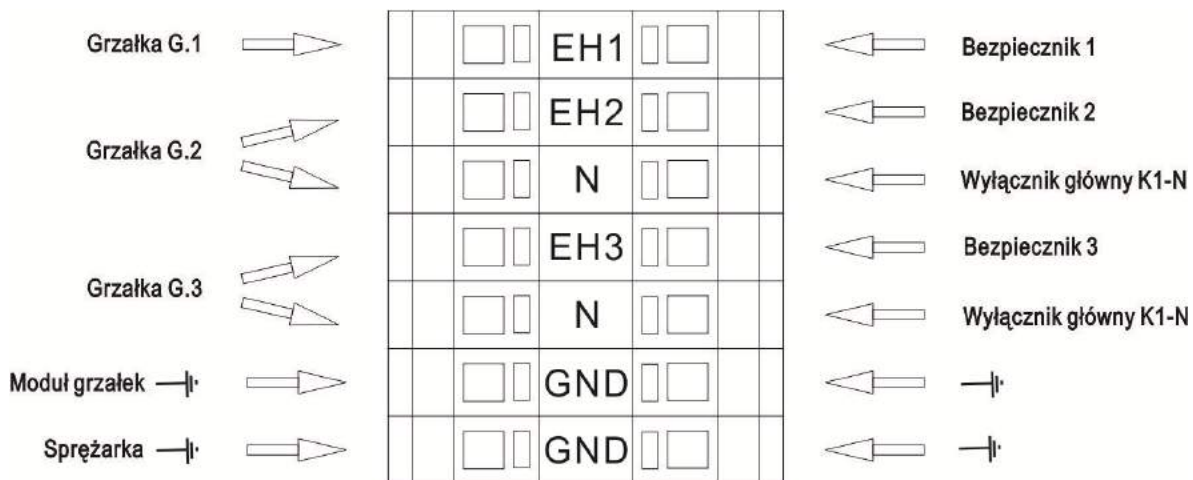 Grzałka G.1 EH1 Bezpiecznik 1
EH2 Bezpiecznik 2
Grzałka G.2
N Wyłącznik główny K1-N
EH3 Bezpiecznik 3
Grzałka G.3
N Wyłącznik główny K1-N
Moduł grzałek GND
Sprężarka GND